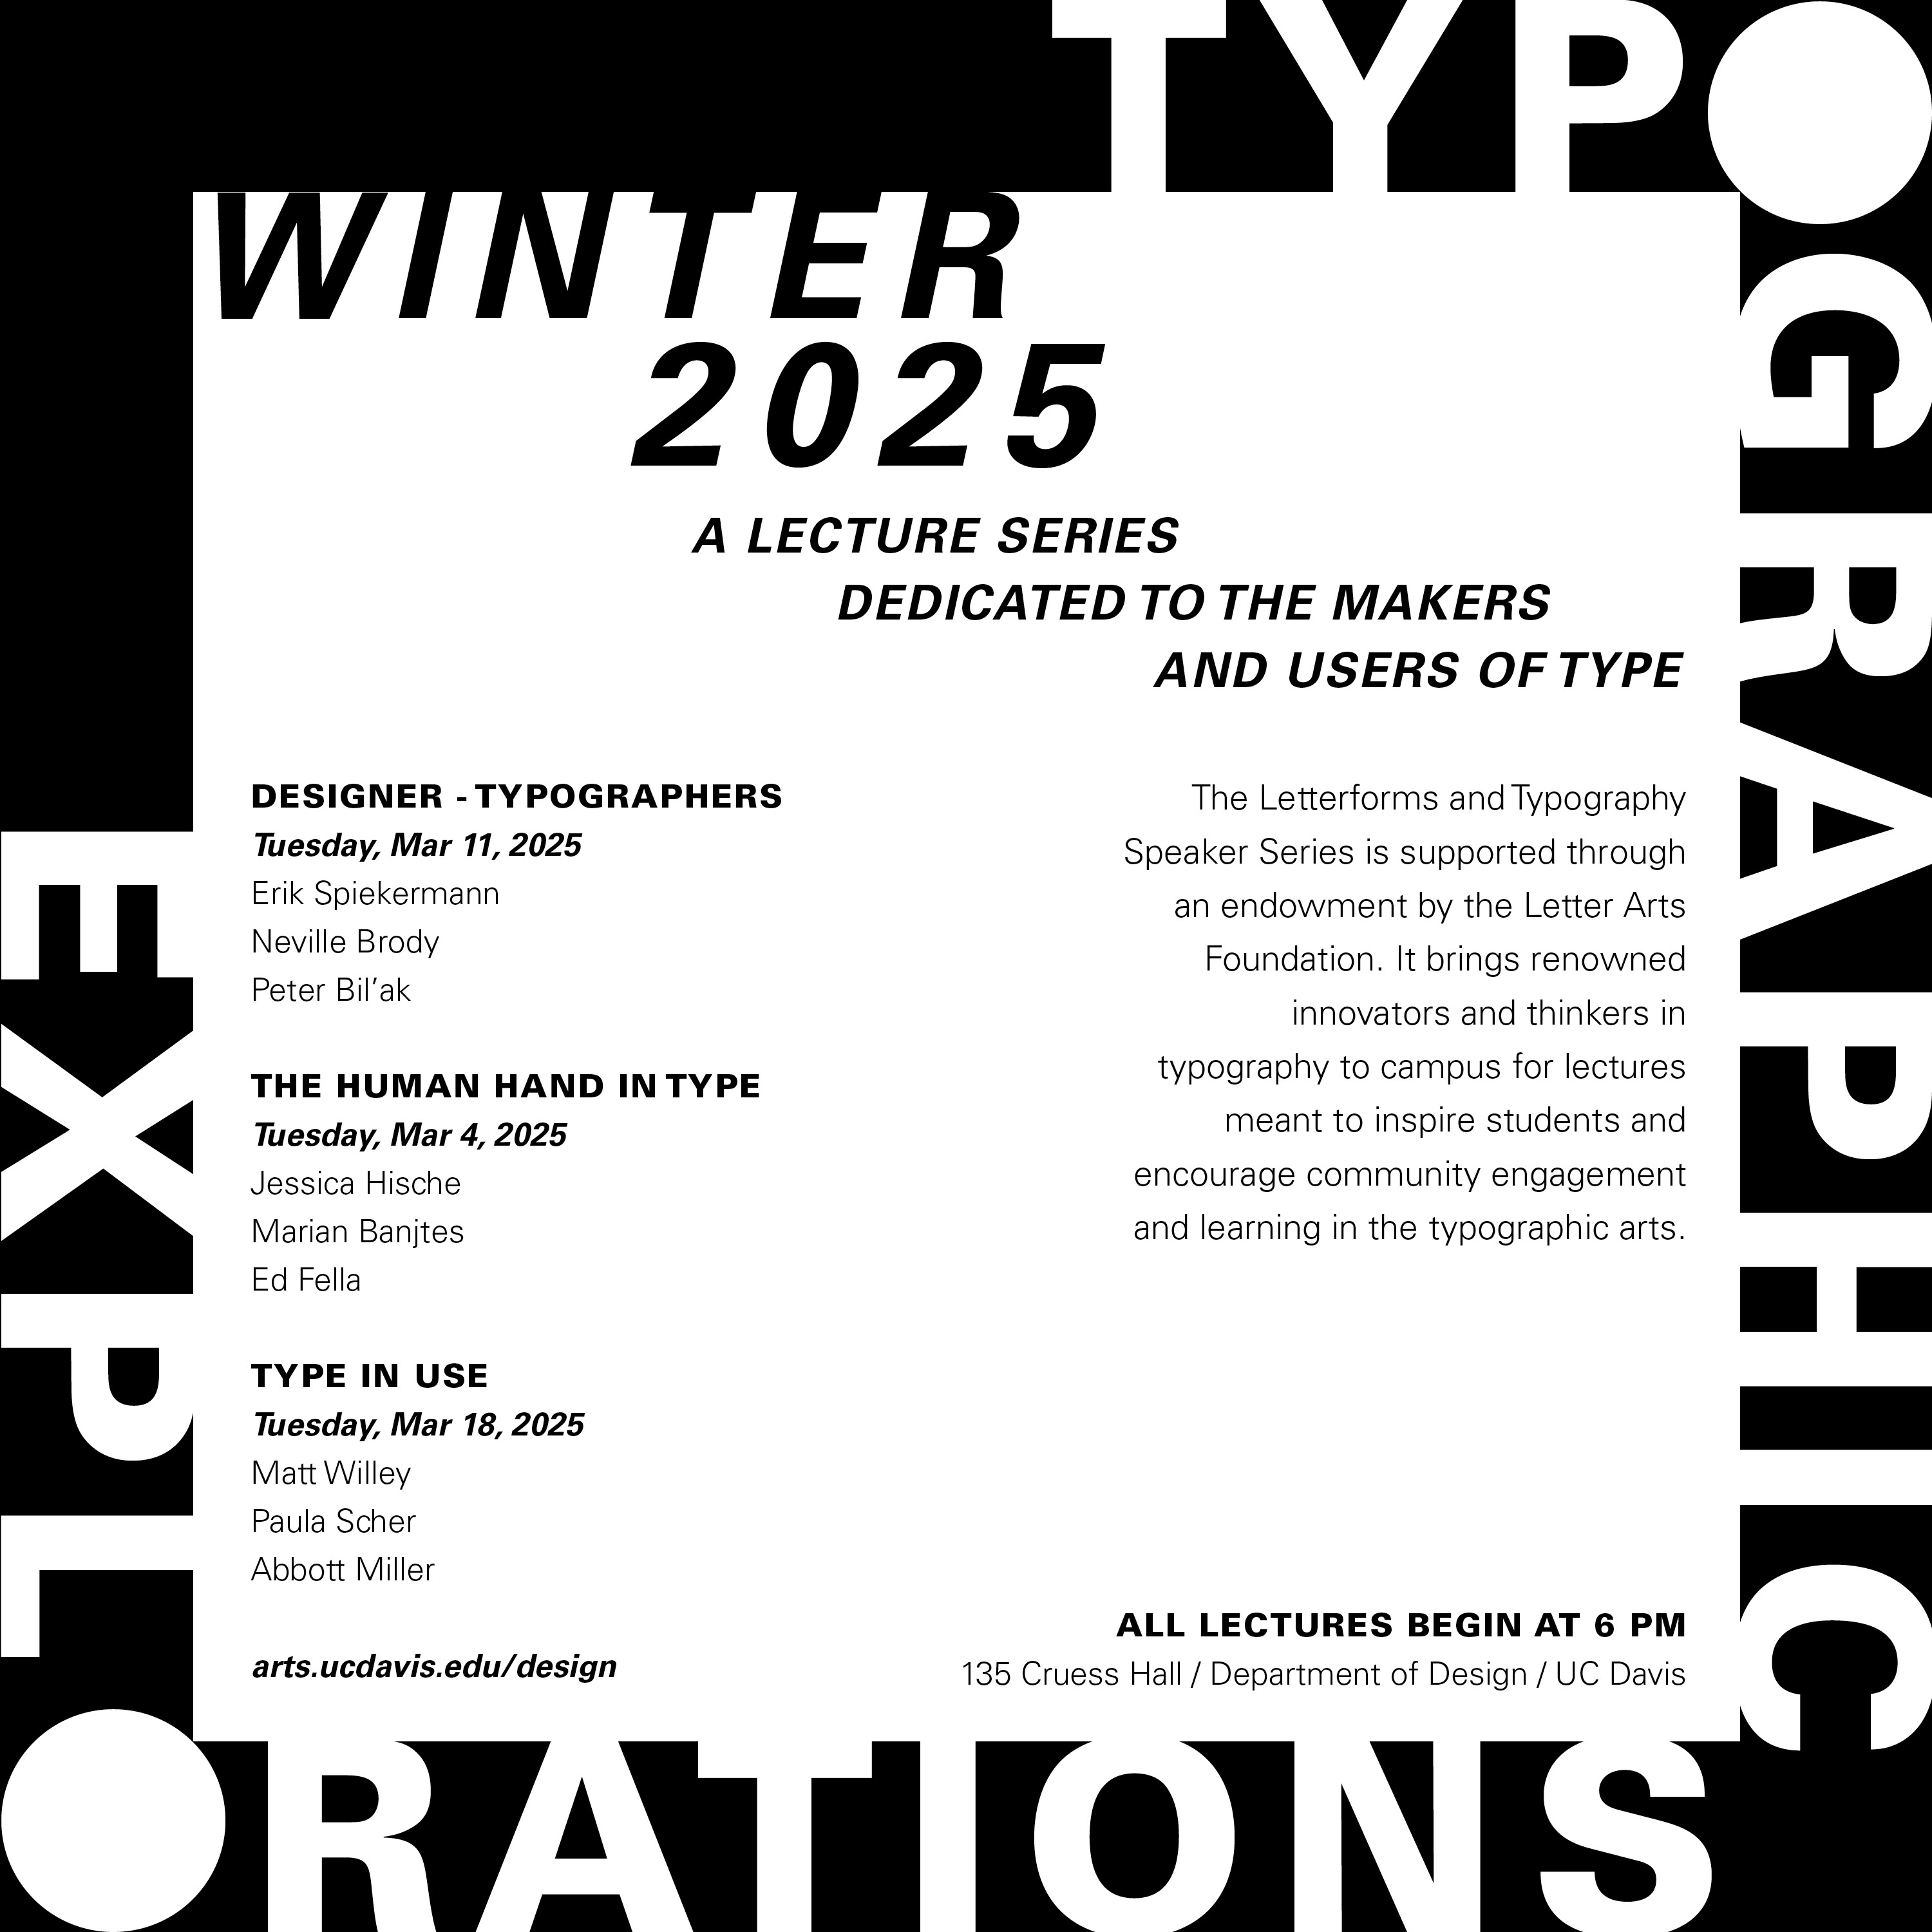 TYPOGRAPHIC
EXPLORATIONS
WINTER
2025
A LECTURE SERIES
DEDICATED TO THE MAKERS
AND USERS OF TYPE
DESIGNER - TYPOGRAPHERS
Tuesday, Mar 11, 2025
Erik Spiekermann
Neville Brody
Peter Bil’ak
THE HUMAN HAND IN TYPE
Tuesday, Mar 4, 2025
Jessica Hische
Marian Banjtes
Ed Fella
TYPE IN USE
Tuesday, Mar 18, 2025
Matt Willey
Paula Scher
Abbott Miller
arts.ucdavis.edu/design
The Letterforms and Typography
Speaker Series is supported through
an endowment by the Letter Arts
Foundation. It brings renowned
innovators and thinkers in
typography to campus for lectures
meant to inspire students and
encourage community engagement
and learning in the typographic arts.
ALL LECTURES BEGIN AT 6 PM
135 Cruess Hall / Department of Design / UC Davis